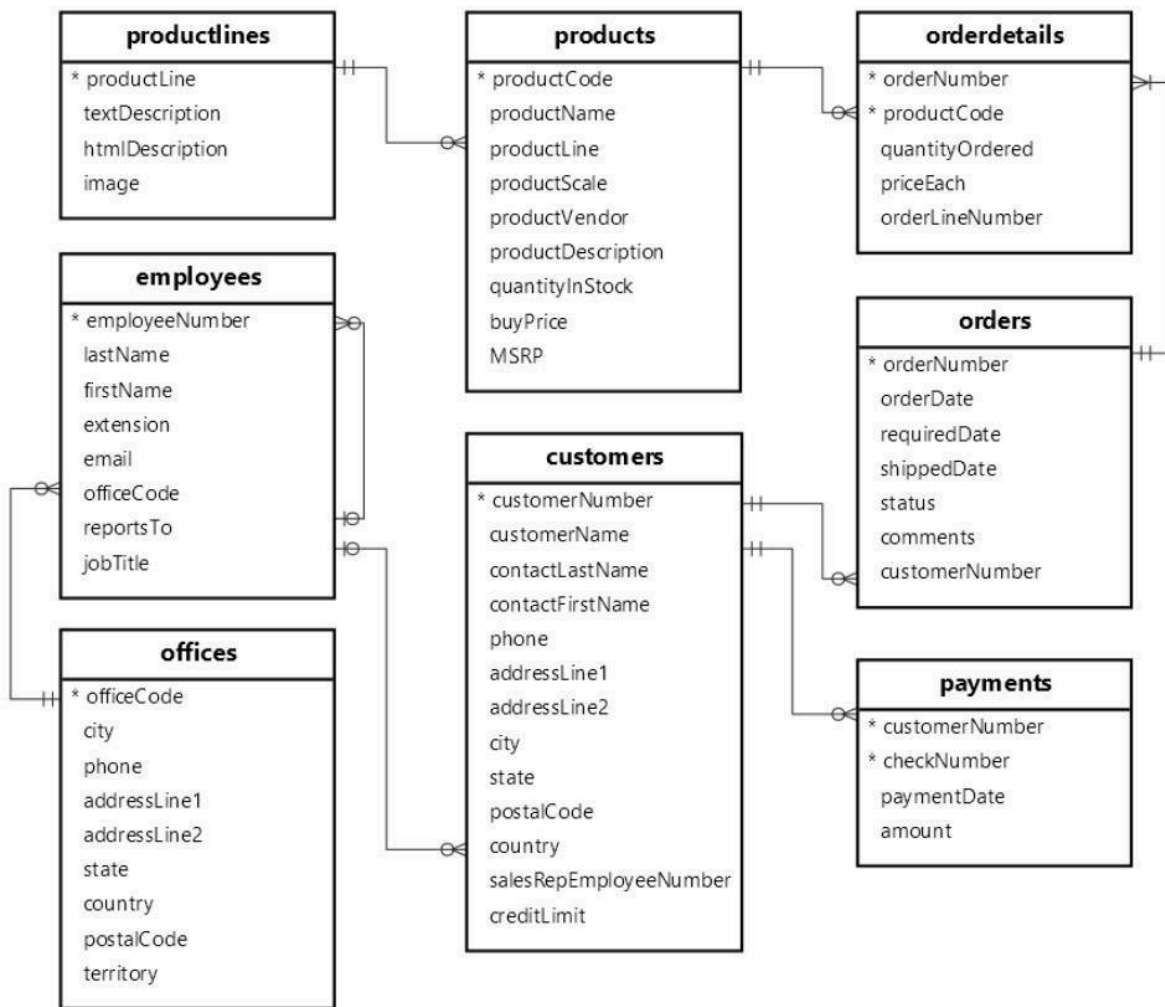 productlines
* productLine
textDescription
htmlDescription
image
products
* productCode
productName
productLine
productScale
productVendor
productDescription
quantityInStock
buyPrice
MSRP
orderdetails
* orderNumber
* productCode
quantityOrdered
priceEach
orderLineNumber
employees
* employeeNumber
lastName
firstName
extension
email
officeCode
reportsTo
jobTitle
orders
* orderNumber
orderDate
requiredDate
shippedDate
status
comments
customerNumber
customers
* customerNumber
customerName
contactLastName
contactFirstName
phone
addressLine1
addressLine2
city
state
postalCode
country
salesRepEmployeeNumber
creditLimit
offices
* officeCode
city
phone
addressLine1
addressLine2
state
country
postalCode
territory
payments
* customerNumber
* checkNumber
paymentDate
amount